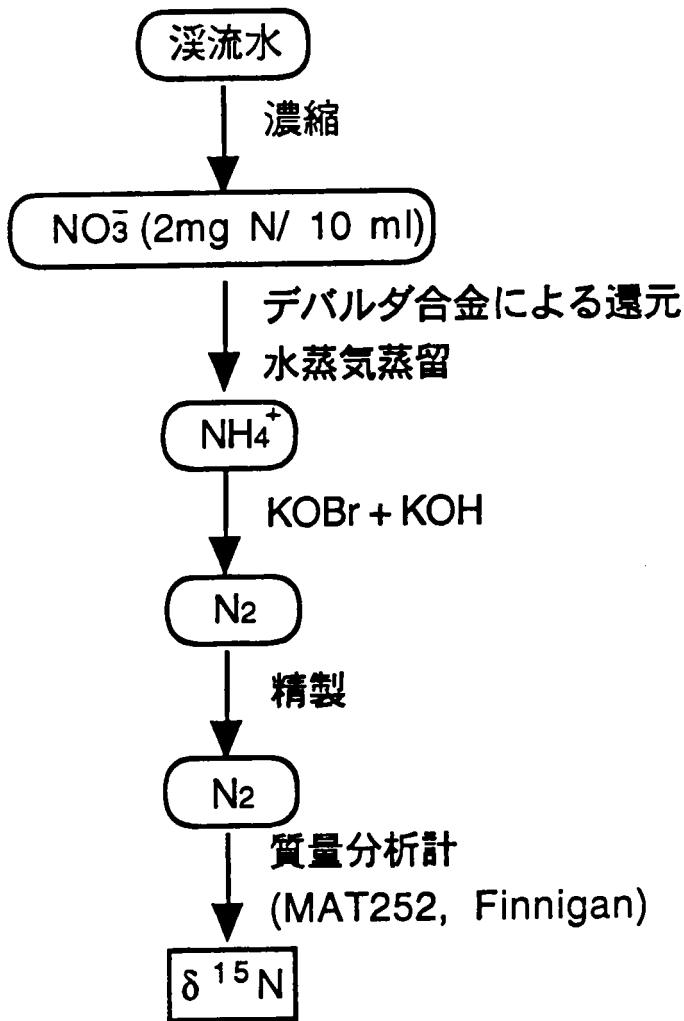 渓流水
濃縮
NO₃⁻ (2mg N/ 10 ml)
デバルダ合金による還元
水蒸気蒸留
NH₄⁺
KOBr + KOH
N₂
精製
N₂
質量分析計
(MAT252, Finnigan)
δ ¹⁵N